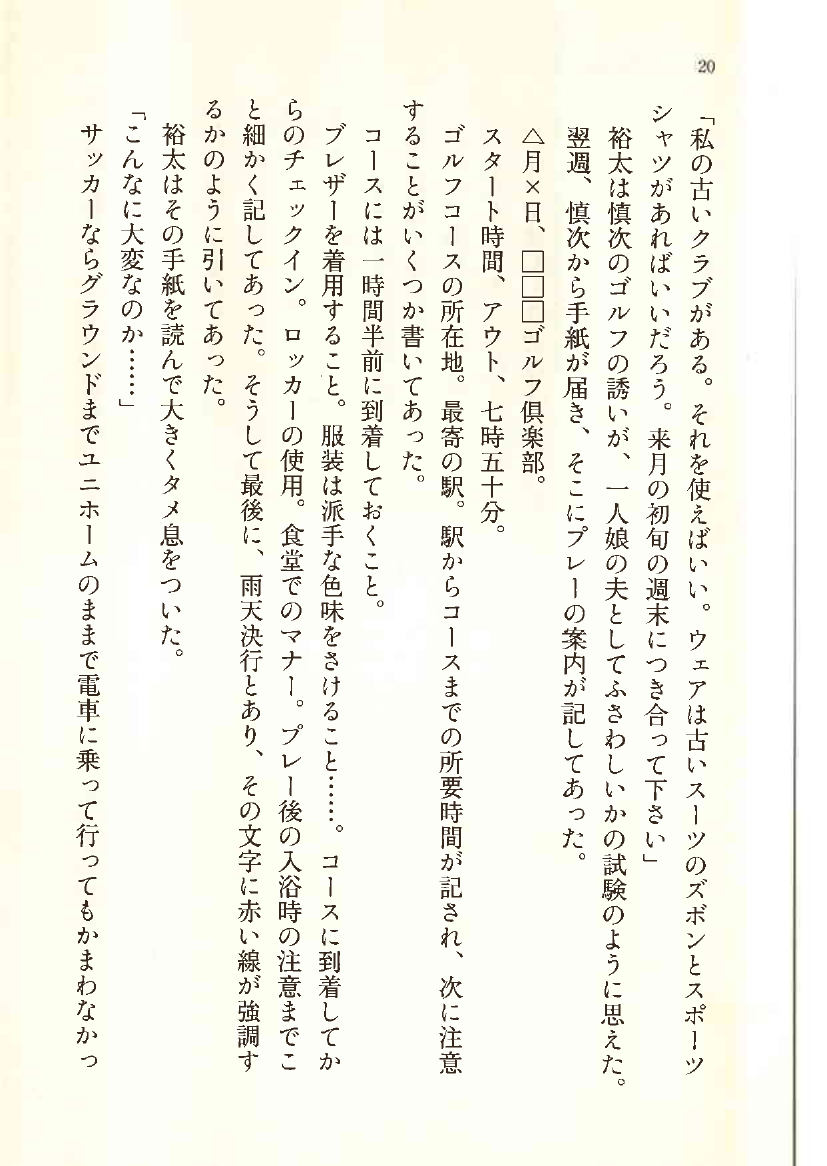 20
「私の古いクラブがある。それを使えばいい。ウェアは古いスーツのズボンとスポーツ
シャツがあればいいだろう。来月の初旬の週末につき合って下さい」
裕太は慎次のゴルフの誘いが、一人娘の夫としてふさわしいかの試験のように思えた。
翌週、慎次から手紙が届き、そこにプレーの案内が記してあった。
△月×日、□□□ゴルフ倶楽部。
スタート時間、アウト、七時五十分。
ゴルフコースの所在地。最寄の駅。駅からコースまでの所要時間が記され、次に注意
することがいくつか書いてあった。
コースには一時間半前に到着しておくこと。
ブレザーを着用すること。服装は派手な色味をさけること……。コースに到着してか
らのチェックイン。ロッカーの使用。食堂でのマナー。プレー後の入浴時の注意までこ
と細かく記してあった。そうして最後に、雨天決行とあり、その文字に赤い線が強調す
るかのように引いてあった。
裕太はその手紙を読んで大きくタメ息をついた。
「こんなに大変なのか……」
サッカーならグラウンドまでユニホームのままで電車に乗って行ってもかまわなかっ